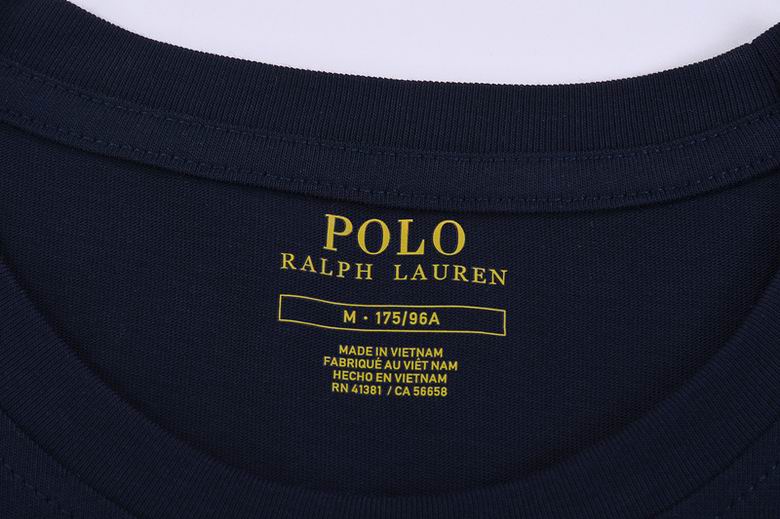 POLO
RALPH LAUREN
M · 175/96A
MADE IN VIETNAM
FABRIQUÉ AU VIÊT NAM
HECHO EN VIETNAM
RN 41381 / CA 56658